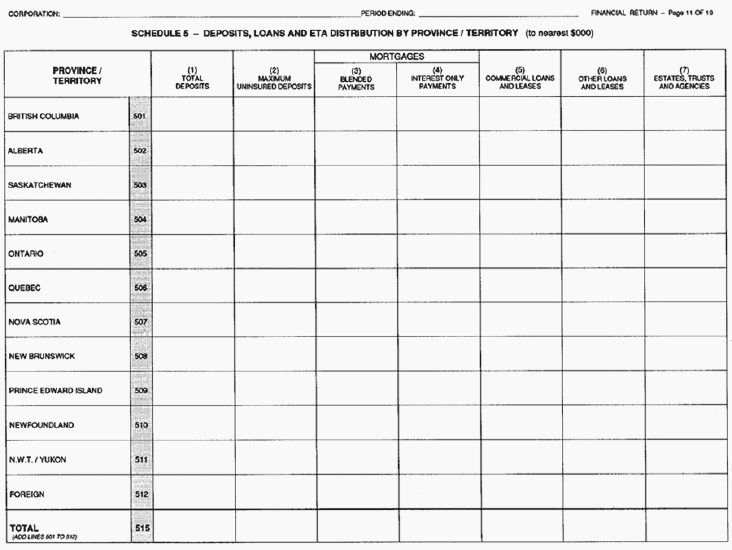 CORPORATION: PERIOD ENDING: FINANCIAL RETURN – Page 11 OF 19
SCHEDULE 5 – DEPOSITS, LOANS AND ETA DISTRIBUTION BY PROVINCE / TERRITORY (to nearest $000)
MORTGAGES
PROVINCE / TERRITORY
(1) TOTAL DEPOSITS
(2) MAXIMUM UNINSURED DEPOSITS
(3) BLENDED PAYMENTS
(4) INTEREST ONLY PAYMENTS
(5) COMMERCIAL LOANS AND LEASES
(6) OTHER LOANS AND LEASES
(7) ESTATES, TRUSTS AND AGENCIES
BRITISH COLUMBIA 501
ALBERTA 502
SASKATCHEWAN 503
MANITOBA 504
ONTARIO 505
QUEBEC 506
NOVA SCOTIA 507
NEW BRUNSWICK 508
PRINCE EDWARD ISLAND 509
NEWFOUNDLAND 510
N.W.T. / YUKON 511
FOREIGN 512
TOTAL 515
(ADD LINES 501 TO 512)